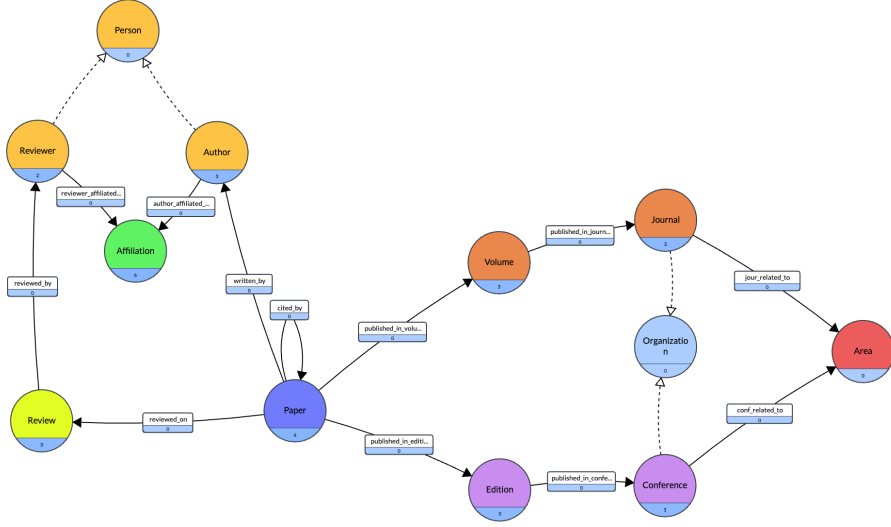 Person
0
Reviewer
2
Author
3
reviewer_affiliated...
0
author_affiliated_...
0
Affiliation
6
Journal
2
published_in_journ...
0
Volume
3
jour_related_to
0
reviewed_by
0
written_by
0
cited_by
0
published_in_volu...
0
Organizatio
n
0
Area
0
Paper
8
Review
3
reviewed_on
0
published_in_editi...
0
conf_related_to
0
Edition
3
published_in_confe...
0
Conference
3